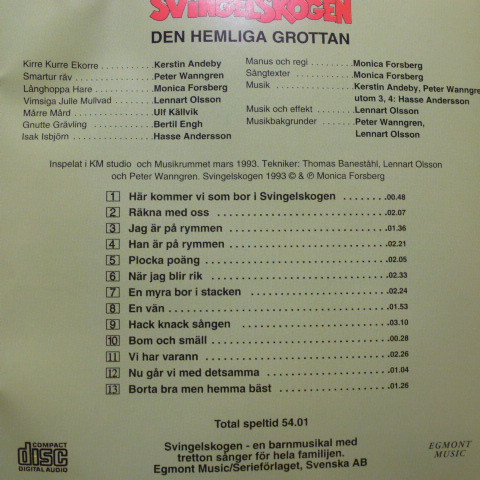 SVINGELSKOGEN
DEN HEMLIGA GROTTAN
Kirre Kurre Ekorre .................... Kerstin Andeby
Smartur räv .................... Peter Wanngren
Långhoppa Hare .................... Monica Forsberg
Vimsiga Julle Mullvad .................... Lennart Olsson
Mårre Mård .................... Ulf Källvik
Gnutte Grävling .................... Bertil Engh
Isak Isbjörn .................... Hasse Andersson
Manus och regi .................... Monica Forsberg
Sångtexter .................... Monica Forsberg
Musik .................... Kerstin Andeby, Peter Wanngre
utom 3, 4: Hasse Andersson
Musik och effekt .................... Lennart Olsson
Musikbakgrunder .................... Peter Wanngren,
Lennart Olsson
Inspelat i KM studio och Musikrummet mars 1993. Tekniker: Thomas Banestähl, Lennart Olsson
och Peter Wanngren. Svingelskogen 1993 © & ℗ Monica Forsberg
1 Här kommer vi som bor i Svingelskogen ........ .00.48
2 Räkna med oss .................... .02.07
3 Jag är på rymmen .................... .01.36
4 Han är på rymmen .................... .02.21
5 Plocka poäng .................... .02.05
6 När jag blir rik .................... .02.33
7 En myra bor i stacken .................... .02.24
8 En vän .................... .01.53
9 Hack knack sången .................... .03.10
10 Bom och smäll .................... .00.28
11 Vi har varann .................... .02.26
12 Nu går vi med detsamma .................... .01.04
13 Borta bra men hemma bäst .................... .01.26
Total speltid 54.01
COMPACT
disc
DIGITAL AUDIO
Svingelskogen - en barnmusikal med
tretton sånger för hela familjen.
Egmont Music/Serieförlaget, Svenska AB
EGMONT
MUSIC